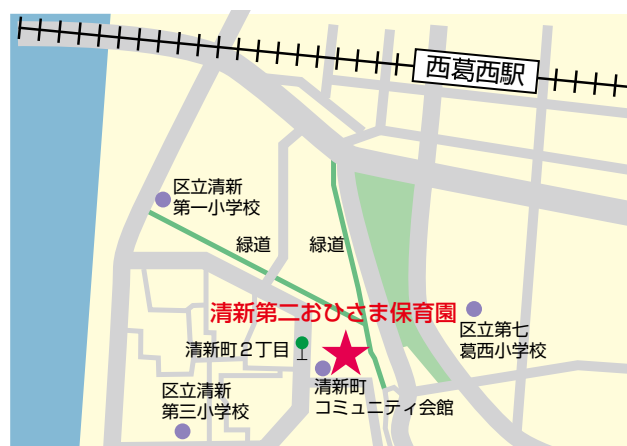 西葛西駅
区立清新
第一小学校
緑道
緑道
清新第二おひさま保育園
清新町2丁目
区立第七
葛西小学校
清新町
コミュニティ会館
区立清新
第三小学校